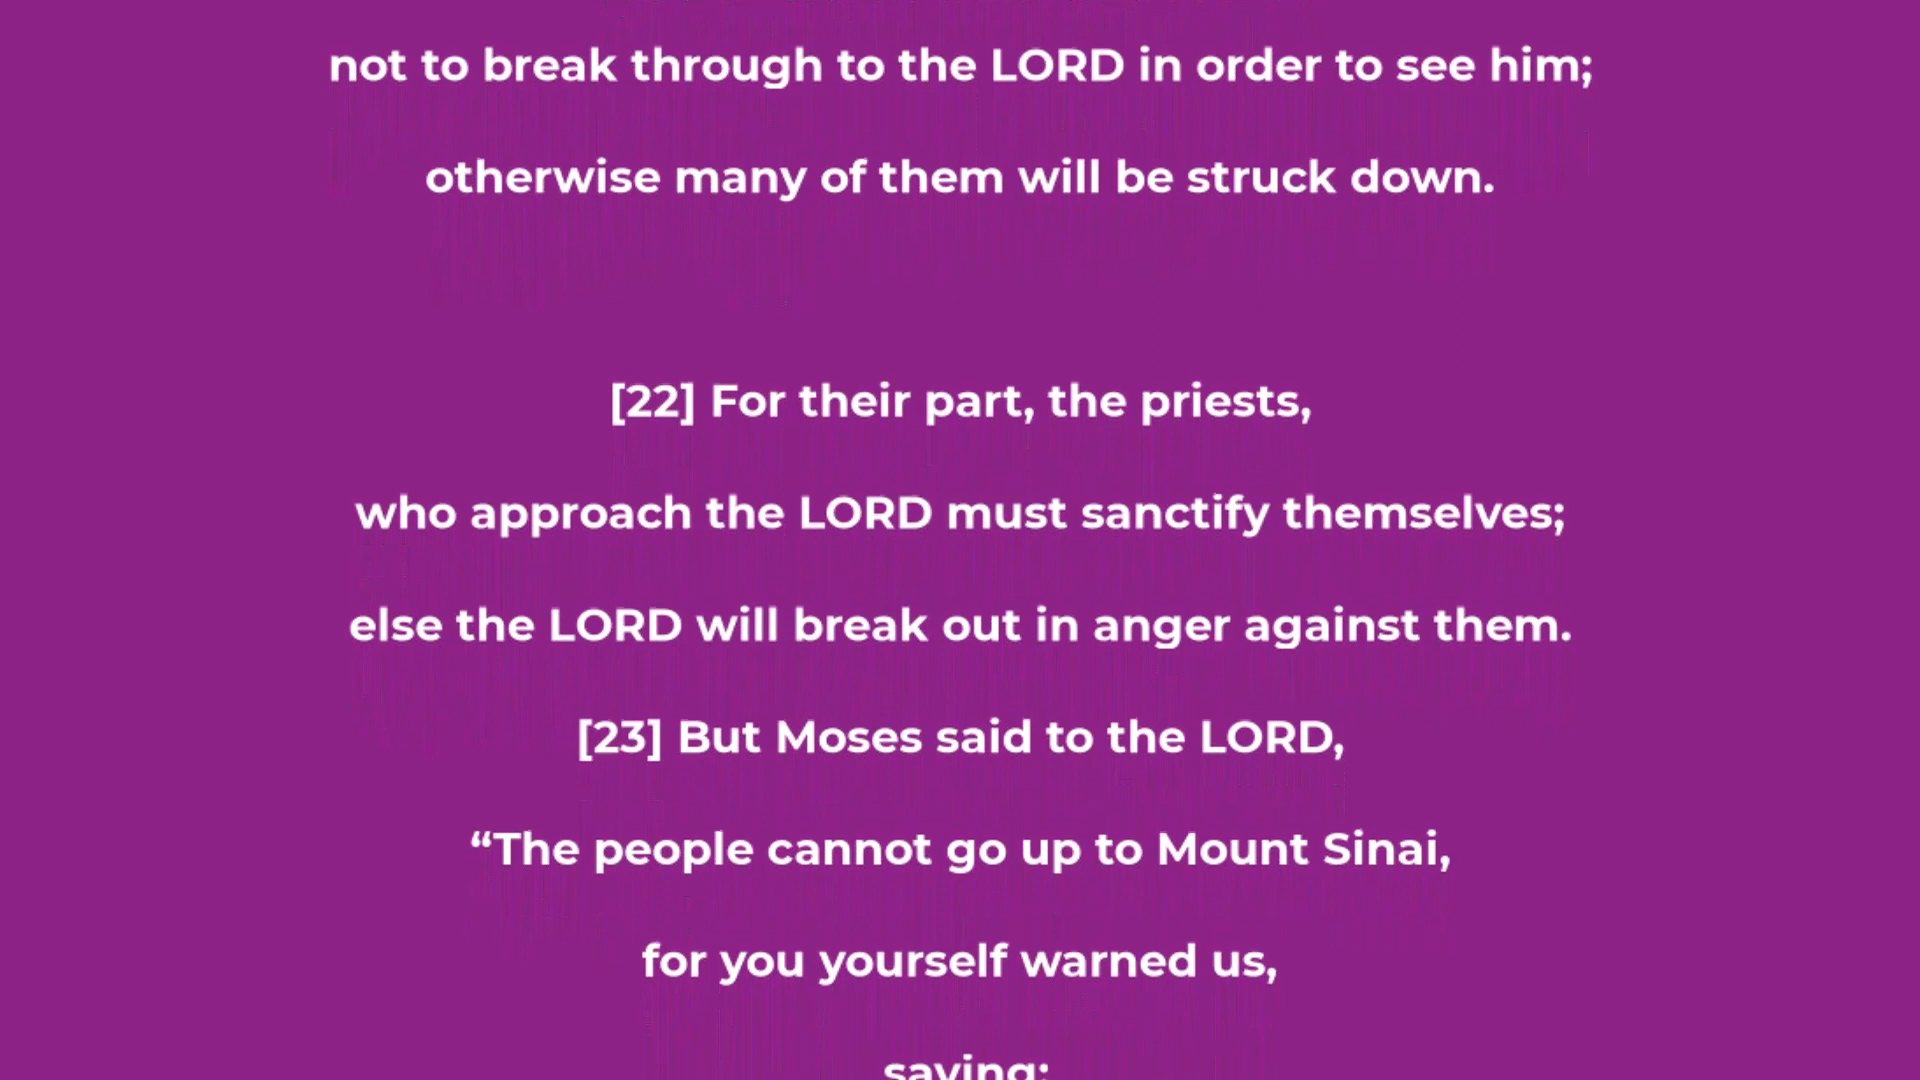 not to break through to the LORD in order to see him;
otherwise many of them will be struck down.
[22] For their part, the priests,
who approach the LORD must sanctify themselves;
else the LORD will break out in anger against them.
[23] But Moses said to the LORD,
“The people cannot go up to Mount Sinai,
for you yourself warned us,
saying: